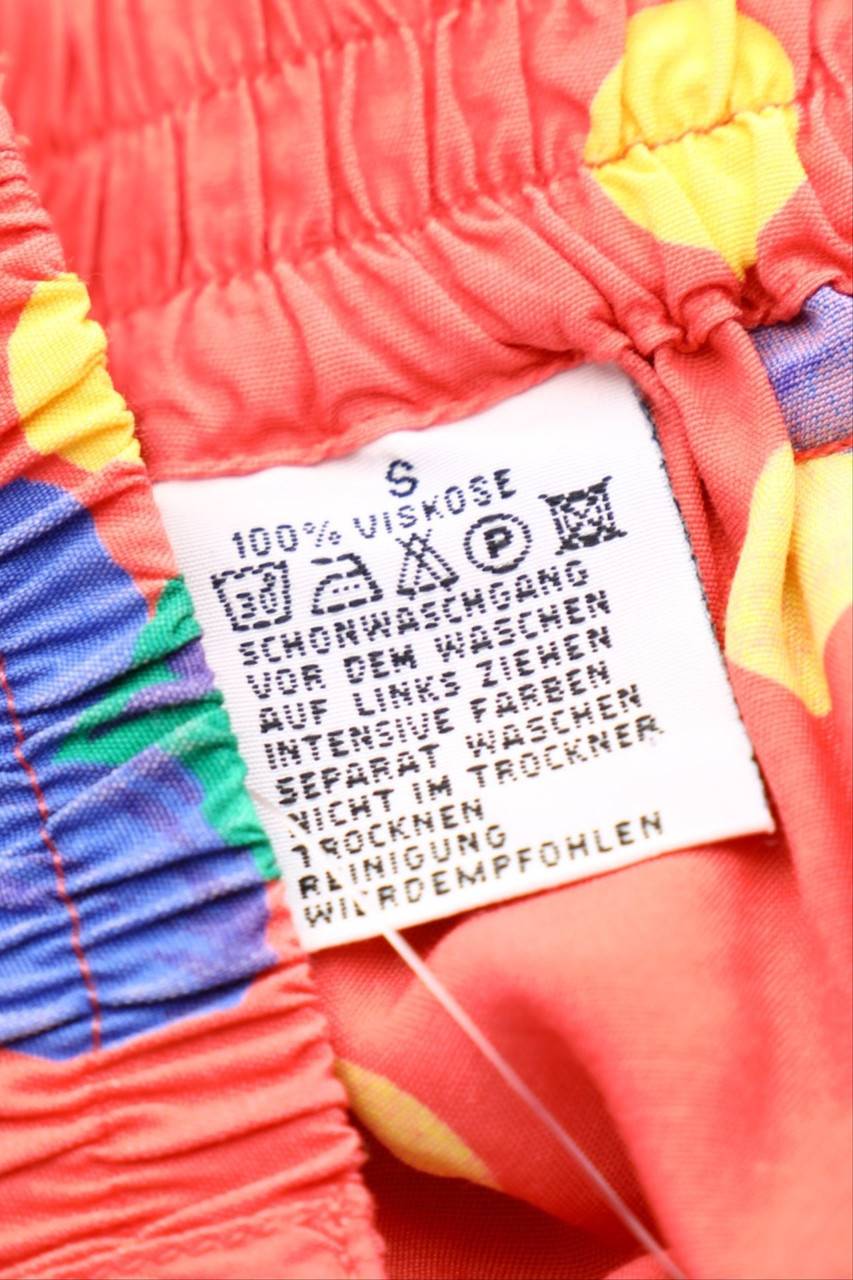 S
100% VISKOSE
30 P
SCHONWASCHGANG
VOR DEM WASCHEN
AUF LINKS ZIEHEN
INTENSIVE FARBEN
SEPARAT WASCHEN
NICHT IM TROCKNER
TROCKNEN
REINIGUNG
WIRDEMPFOHLEN